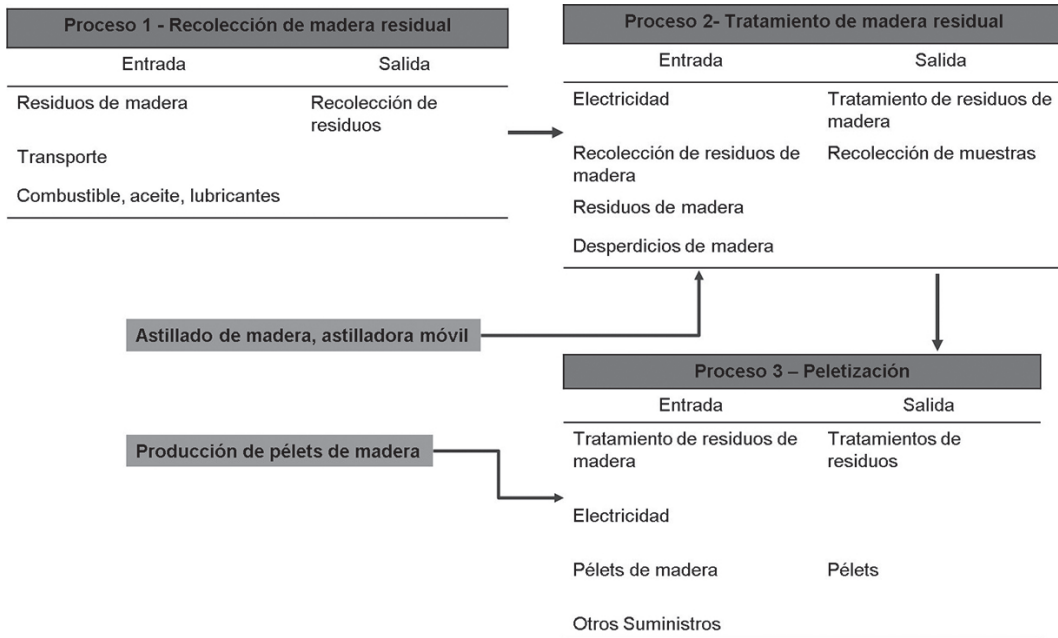 Proceso 1 - Recolección de madera residual
Entrada Salida
Residuos de madera Recolección de
residuos
Transporte
Combustible, aceite, lubricantes
Proceso 2- Tratamiento de madera residual
Entrada Salida
Electricidad Tratamiento de residuos de
madera
Recolección de residuos de Recolección de muestras
madera
Residuos de madera
Desperdicios de madera
Astillado de madera, astilladora móvil
Producción de pélets de madera
Proceso 3 – Peletización
Entrada Salida
Tratamiento de residuos de Tratamientos de
madera residuos
Electricidad
Pélets de madera Pélets
Otros Suministros